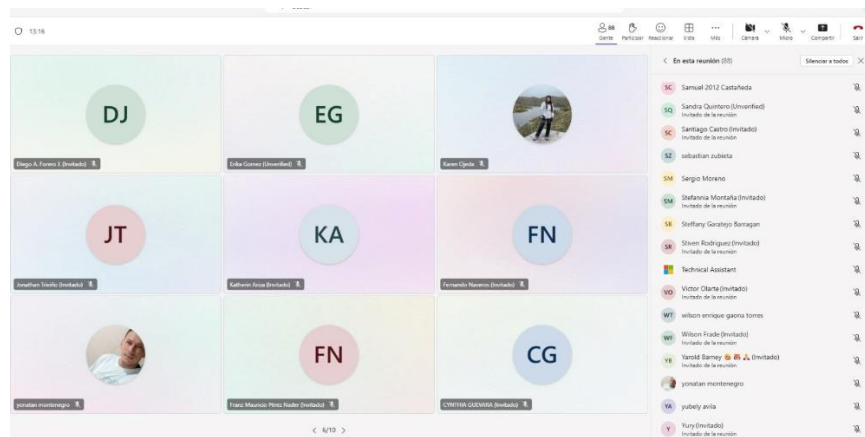 13:16
88
Gente
Participar
Reaccionar
Vista
Más
Cámara
Micro
Compartir
Salir
DJ
Diego A. Forero J. (Invitado)
EG
Erika Gomez (Unverified)
Karen Ojeda
JT
Jonathan Triviño (Invitado)
KA
Katherin Ariza (Invitado)
FN
Fernando Naveros (Invitado)
yonatan montenegro
FN
Franz Mauricio Pérez Nader (Invitado)
CG
CYNTHIA GUEVARA (Invitado)
< 6/10 >
En esta reunión (88)
Silenciar a todos
SC Samuel 2012 Castañeda
SQ Sandra Quintero (Unverified)
Invitado de la reunión
SC Santiago Castro (Invitado)
Invitado de la reunión
SZ sebastian zubieta
SM Sergio Moreno
SM Stefannia Montaña (Invitado)
Invitado de la reunión
Steffany Garatejo Barragan
SR Stiven Rodriguez (Invitado)
Invitado de la reunión
Technical Assistant
VO Victor Olarte (Invitado)
Invitado de la reunión
WT wilson enrique gaona torres
WF Wilson Frade (Invitado)
Invitado de la reunión
YB Yarold Barney (Invitado)
Invitado de la reunión
yonatan montenegro
YA yubely avila
Y Yury (Invitado)
Invitado de la reunión